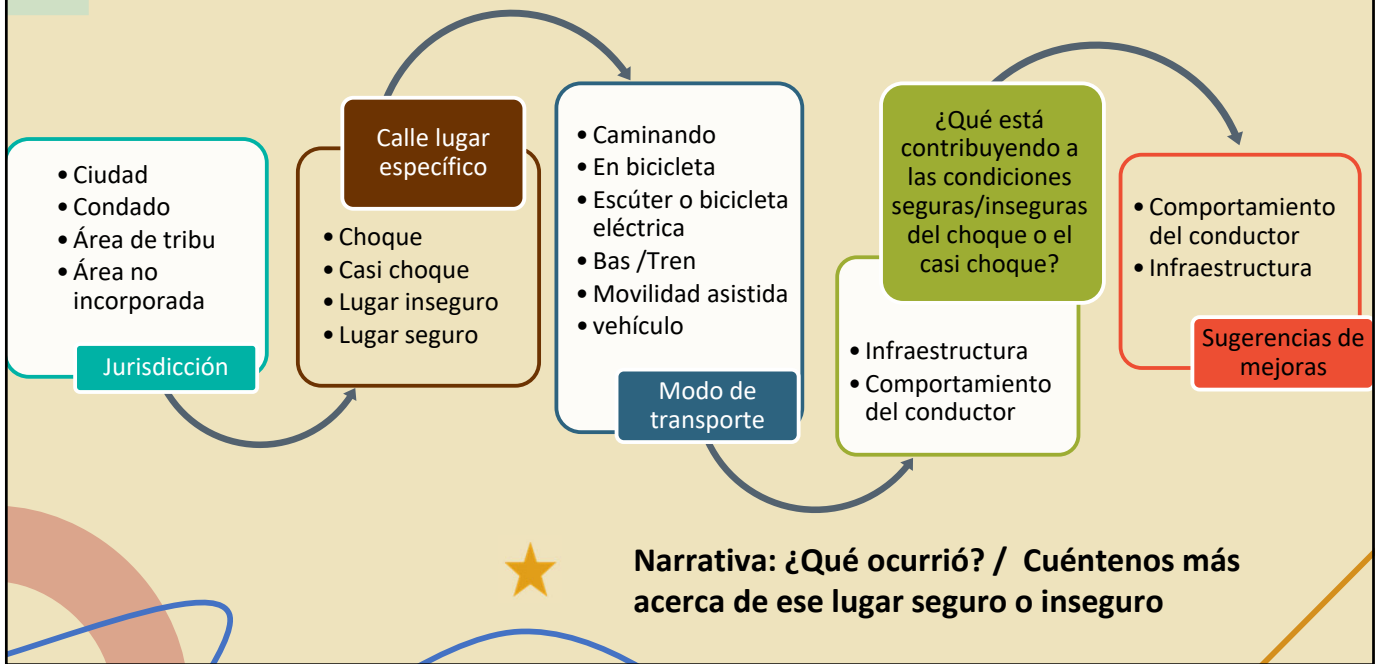 • Ciudad
• Condado
• Área de tribu
• Área no
incorporada
Jurisdicción
Calle lugar
específico
• Choque
• Casi choque
• Lugar inseguro
• Lugar seguro
• Caminando
• En bicicleta
• Escúter o bicicleta
eléctrica
• Bas /Tren
• Movilidad asistida
• vehículo
Modo de
transporte
¿Qué está
contribuyendo a
las condiciones
seguras/inseguras
del choque o el
casi choque?
• Infraestructura
• Comportamiento
del conductor
• Comportamiento
del conductor
• Infraestructura
Sugerencias de
mejoras
Narrativa: ¿Qué ocurrió? / Cuéntenos más
acerca de ese lugar seguro o inseguro